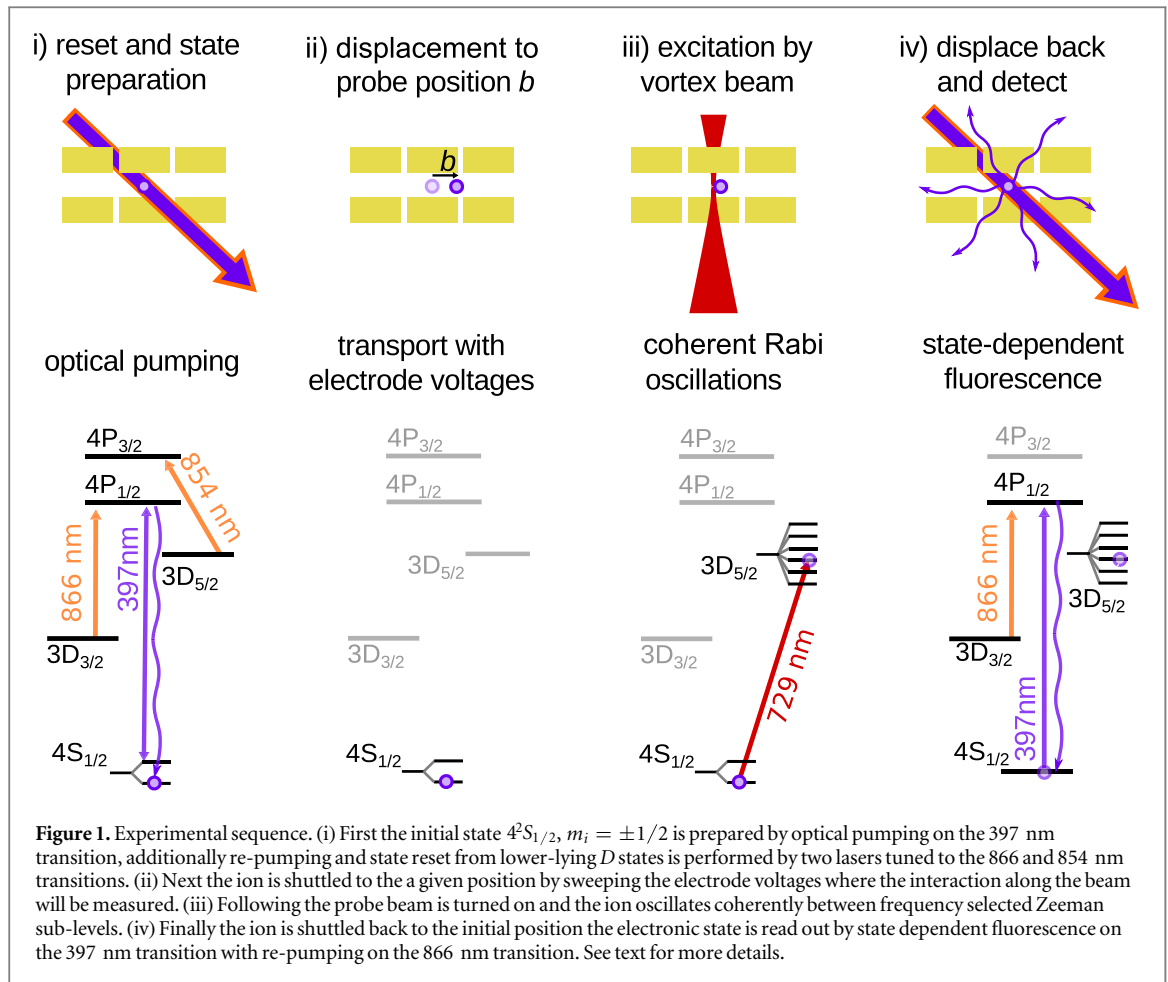 i) reset and state
preparation
ii) displacement to
probe position b
iii) excitation by
vortex beam
iv) displace back
and detect
b
optical pumping
transport with
electrode voltages
coherent Rabi
oscillations
state-dependent
fluorescence
4P3/2
4P1/2
854 nm
866 nm
397nm
3D5/2
3D3/2
4S1/2
4P3/2
4P1/2
3D5/2
3D3/2
4S1/2
4P3/2
4P1/2
3D5/2
3D3/2
729 nm
4S1/2
4P3/2
4P1/2
866 nm
3D5/2
3D3/2
397nm
4S1/2
Figure 1. Experimental sequence. (i) First the initial state 4²S1/2, mi = ±1/2 is prepared by optical pumping on the 397 nm
transition, additionally re-pumping and state reset from lower-lying D states is performed by two lasers tuned to the 866 and 854 nm
transitions. (ii) Next the ion is shuttled to the a given position by sweeping the electrode voltages where the interaction along the beam
will be measured. (iii) Following the probe beam is turned on and the ion oscillates coherently between frequency selected Zeeman
sub-levels. (iv) Finally the ion is shuttled back to the initial position the electronic state is read out by state dependent fluorescence on
the 397 nm transition with re-pumping on the 866 nm transition. See text for more details.